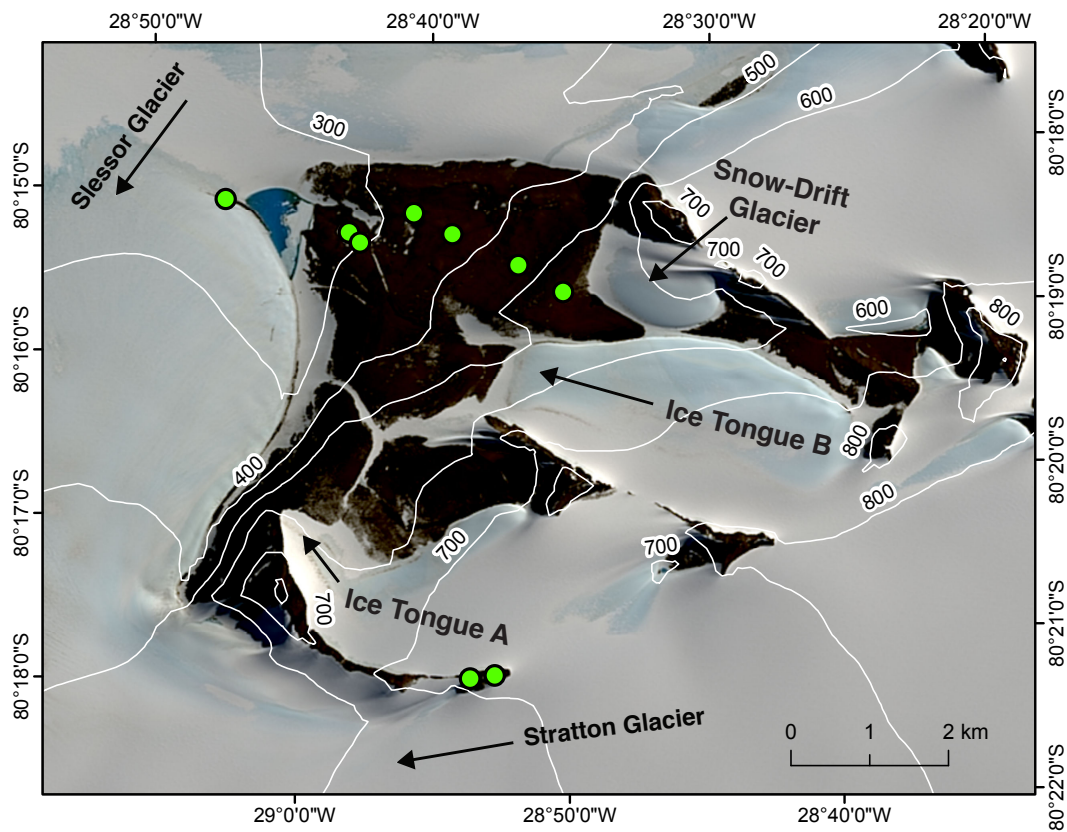 28°50'0"W 28°40'0"W 28°30'0"W 28°20'0"W
80°15'0"S
80°16'0"S
80°17'0"S
80°18'0"S
80°18'0"S
80°19'0"S
80°20'0"S
80°21'0"S
80°22'0"S
Slessor Glacier
300
500
600
Snow-Drift
Glacier
700
700
700
600
800
Ice Tongue B
800
800
400
700
700
Ice Tongue A
700
Stratton Glacier
0 1 2 km
29°0'0"W 28°50'0"W 28°40'0"W